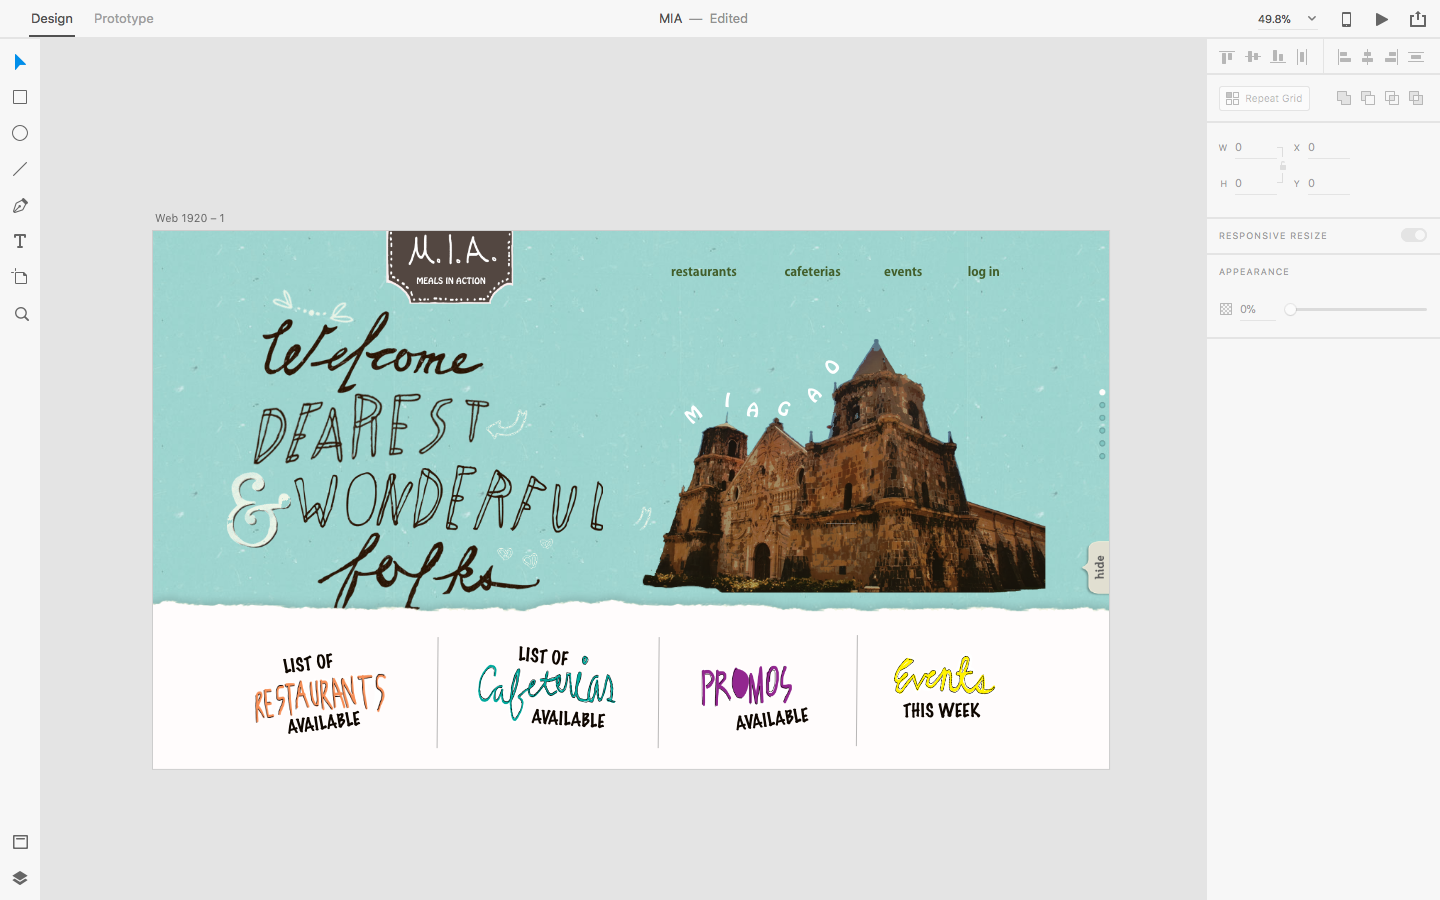 Design Prototype
MIA — Edited
49.8%
Repeat Grid
W 0 X 0
H 0 Y 0
RESPONSIVE RESIZE
APPEARANCE
0%
Web 1920 – 1
M.I.A.
MEALS IN ACTION
restaurants cafeterias events log in
Welcome
DEAREST
& WONDERFUL
folks
MIAGAO
hide
LIST OF
RESTAURANTS
AVAILABLE
LIST OF
Cafeterias
AVAILABLE
PROMOS
AVAILABLE
Events
THIS WEEK